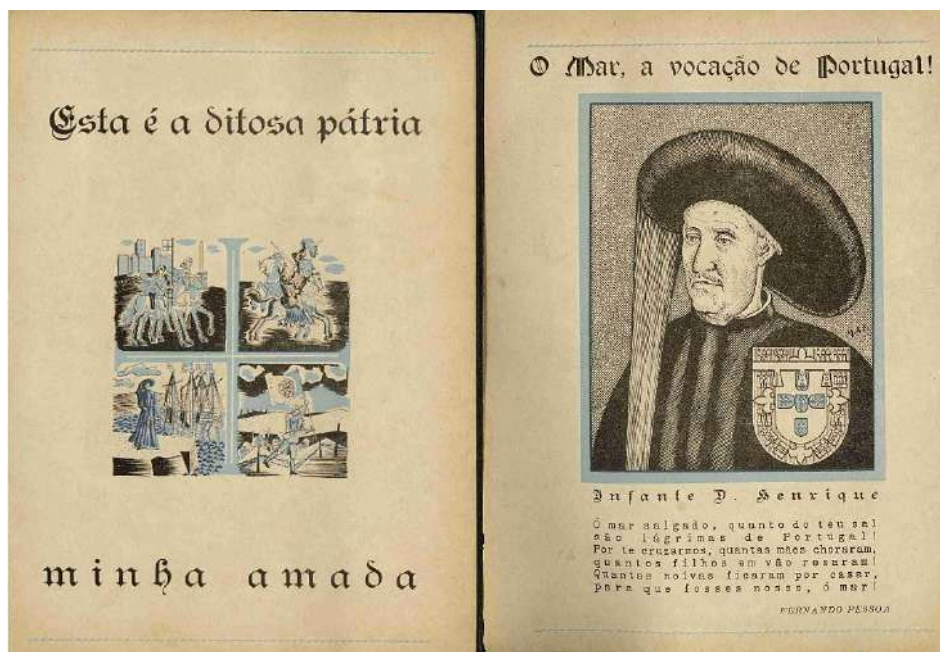 Esta é a ditosa pátria
minha amada
O Mar, a vocação de Portugal!
Infante D. Henrique
Ó mar salgado, quanto do teu sal
são lágrimas de Portugal!
Por te cruzarmos, quantas mães choraram,
quantos filhos em vão resaram!
Quantas noivas ficaram por casar,
para que fosses nosso, ó mar!
FERNANDO PESSOA